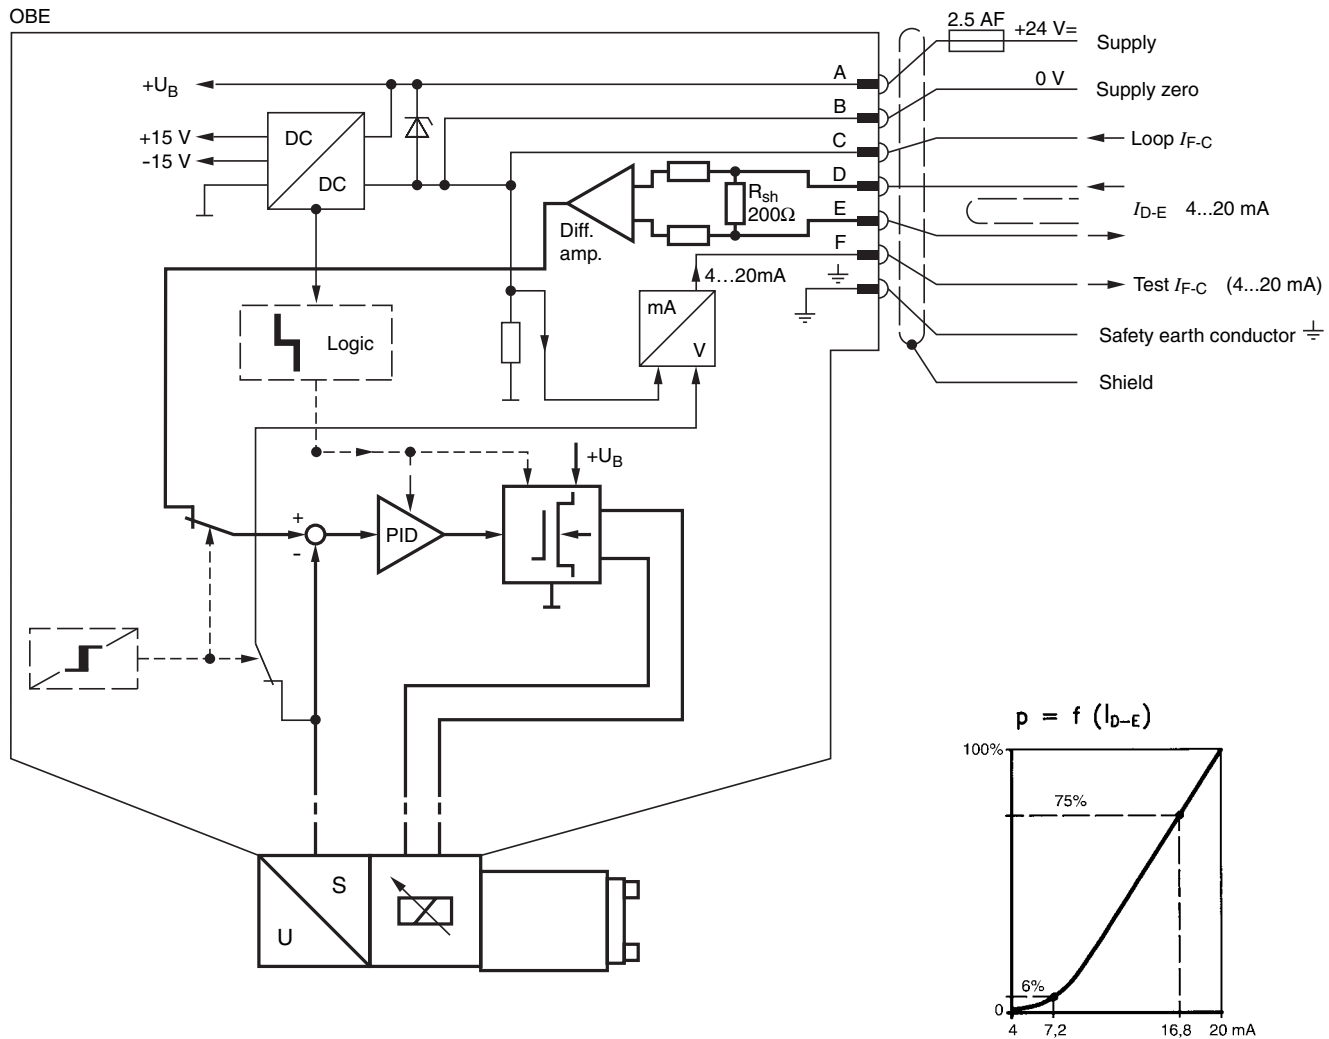 OBE
2.5 AF
+24 V=
Supply
+U_B
A
0 V
B
Supply zero
+15 V
DC
C
Loop I_F-C
-15 V
DC
D
R_sh
200Ω
I_D-E 4...20 mA
E
Diff.
amp.
F
4...20mA
Test I_F-C (4...20 mA)
mA
V
Logic
Safety earth conductor
Shield
+U_B
+
-
PID
S
U
p = f (I_D-E)
100%
75%
6%
0
4 7,2 16,8 20 mA